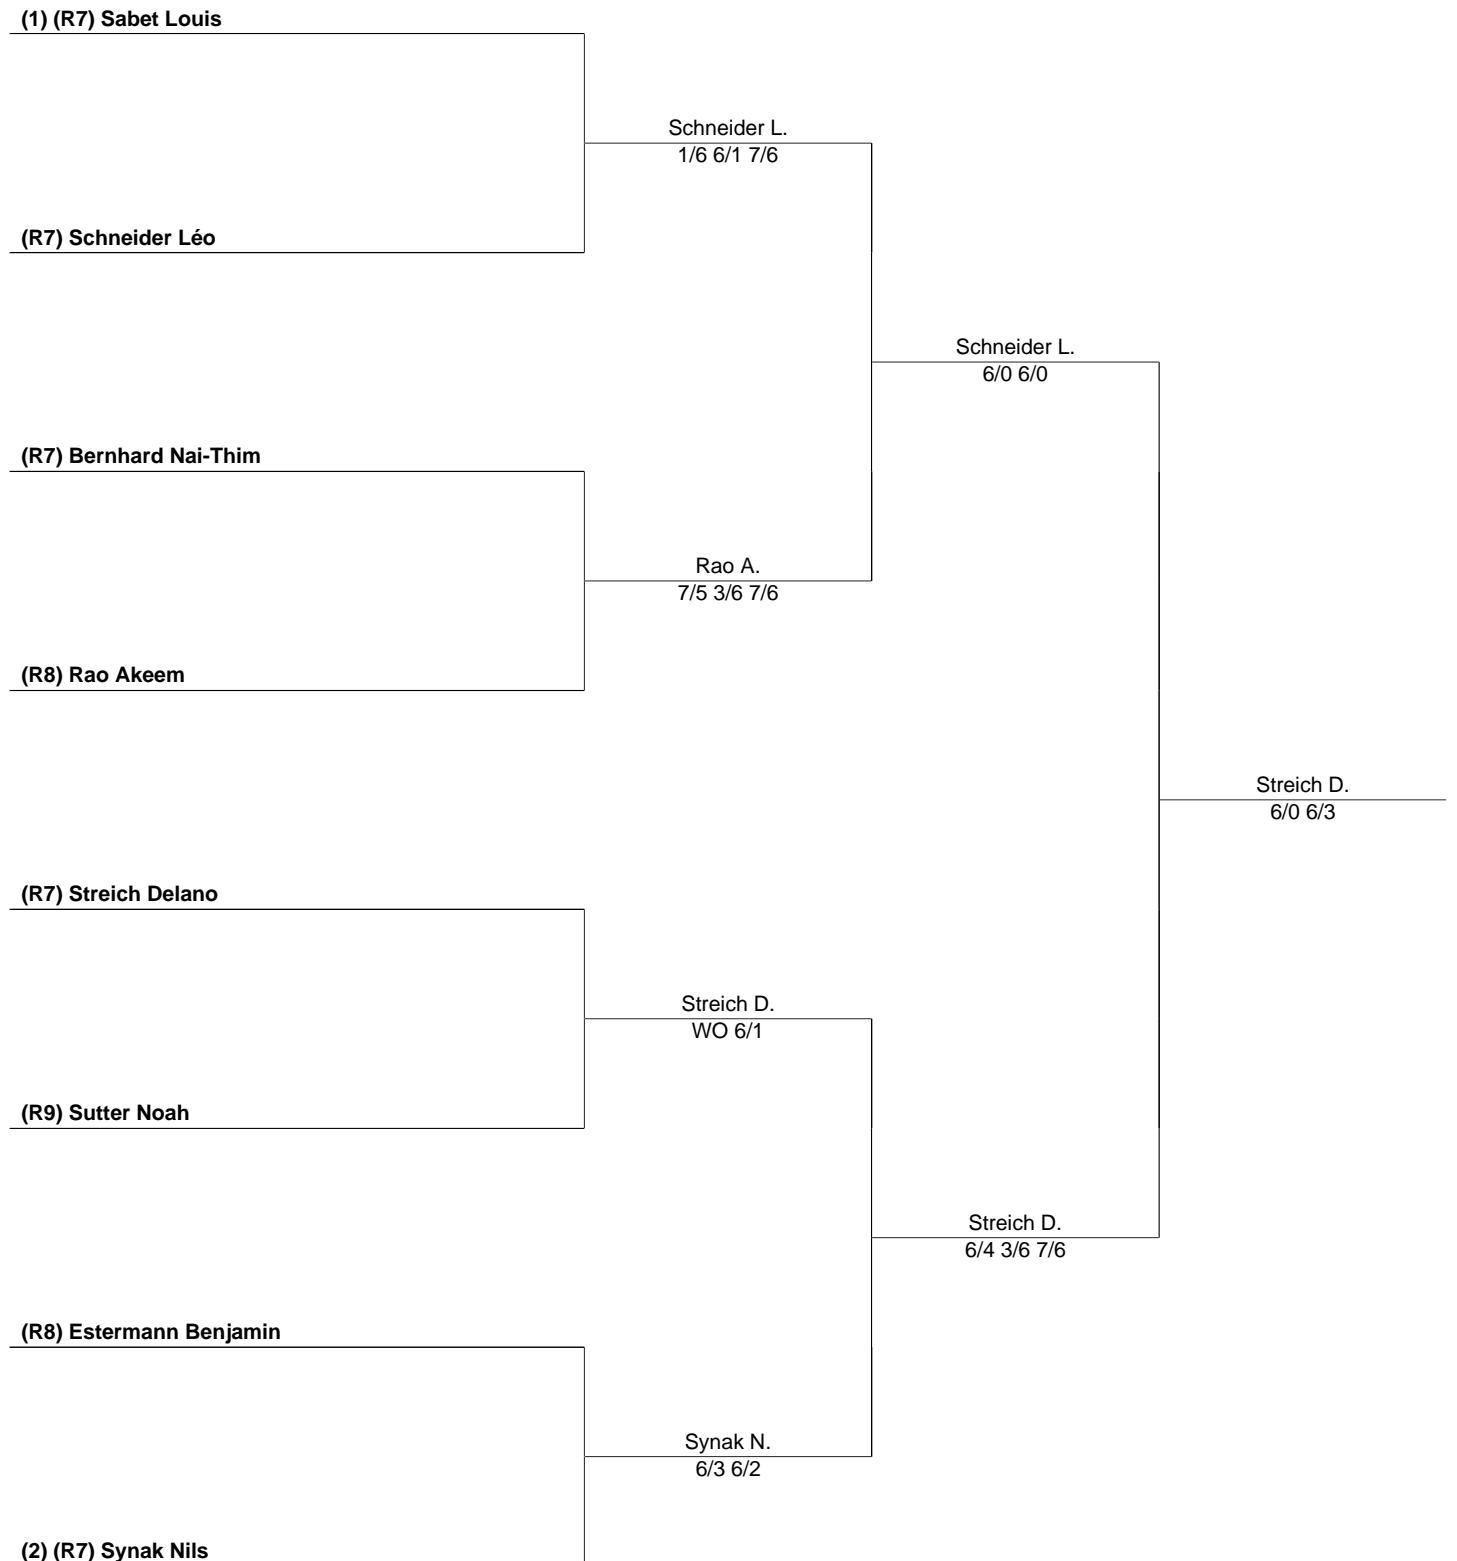 (1) (R7) Sabet Louis
Schneider L.
1/6 6/1 7/6
(R7) Schneider Léo
Schneider L.
6/0 6/0
(R7) Bernhard Nai-Thim
Rao A.
7/5 3/6 7/6
(R8) Rao Akeem
Streich D.
6/0 6/3
(R7) Streich Delano
Streich D.
WO 6/1
(R9) Sutter Noah
Streich D.
6/4 3/6 7/6
(R8) Estermann Benjamin
Synak N.
6/3 6/2
(2) (R7) Synak Nils